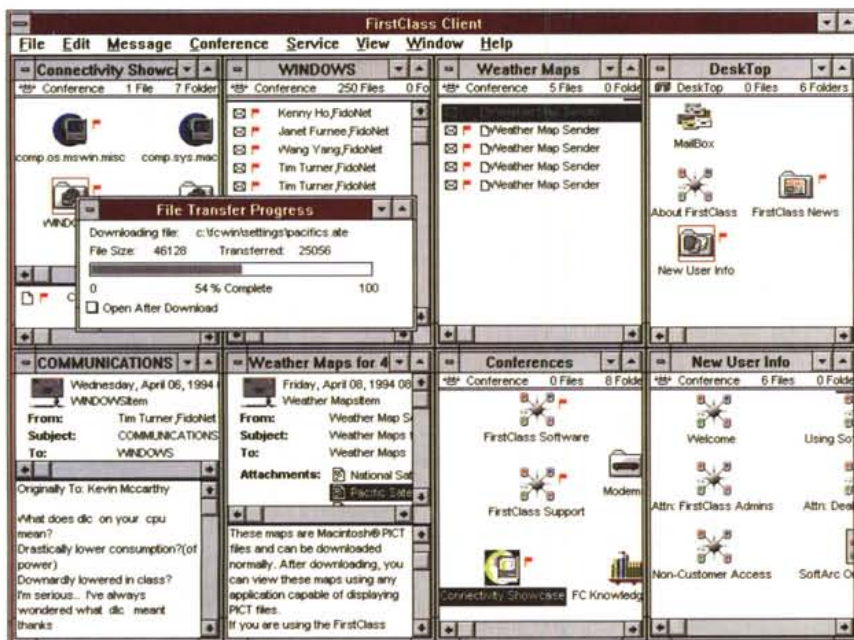 FirstClass Client
File Edit Message Conference Service View Window Help
Connectivity Showc
Conference 1 File 7 Folder
comp.os.mswin.misc comp.sys.mac
WINDO
WINDOWS
Conference 250 Files 0 Fo
Kenny Ho,FidoNet
Janet Furnee,FidoNet
Wang Yang,FidoNet
Tim Turner,FidoNet
Tim Turner,FidoNet
Weather Maps
Conference 5 Files 0 Folde
Weather Map Sender
Weather Map Sender
Weather Map Sender
Weather Map Sender
DeskTop
DeskTop 0 Files 6 Folders
MailBox
About FirstClass FirstClass News
New User Info
File Transfer Progress
Downloading file: c:\fcwin\settings\pacifics.ate
File Size: 46128 Transferred: 25056
0 54 % Complete 100
Open After Download
COMMUNICATIONS
Wednesday, April 06, 1994
WINDOWSItem
From: Tim Turner,FidoNet
Subject: COMMUNICATIONS
To: WINDOWS
Originally To: Kevin Mccarthy
What does dlc on your cpu
mean?
Drastically lower consumption?(of
power)
Downardly lowered in class?
I'm serious... I've always
wondered what dlc meant
thanks
Weather Maps for 4
Friday, April 08, 1994 08
Weather MapsItem
From: Weather Map S
Subject: Weather Maps
To: Weather Maps
Attachments: National Sat
Pacific Sate
These maps are Macintosh® PICT
files and can be downloaded
normally. After downloading, you
can view these maps using any
application capable of displaying
PICT files.
If you are using the FirstClass
Conferences
Conference 0 Files 8 Folde
FirstClass Software
FirstClass Support
Modem
Connectivity Showcase FC Knowledg
New User Info
Conference 6 Files 0 Folde
Welcome Using So
Attn: FirstClass Admins Attn: Deal
Non-Customer Access SoftArc O